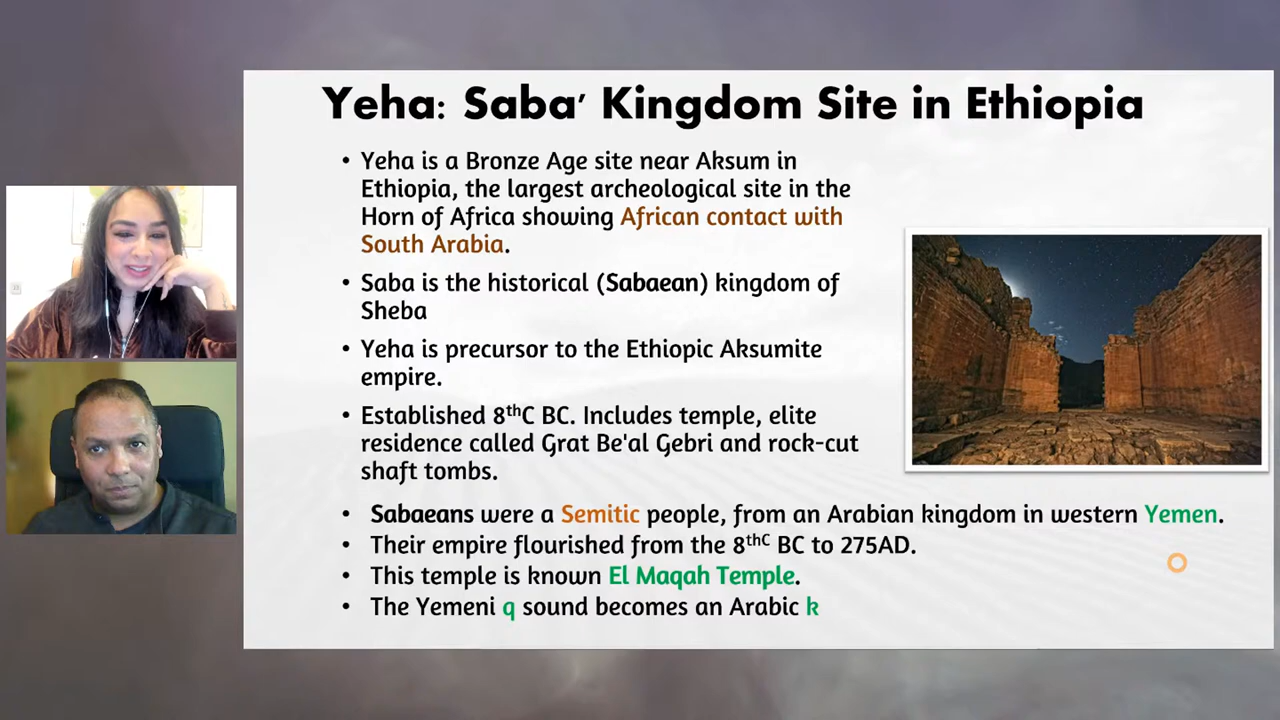 Yeha: Saba' Kingdom Site in Ethiopia
• Yeha is a Bronze Age site near Aksum in
Ethiopia, the largest archeological site in the
Horn of Africa showing African contact with
South Arabia.
• Saba is the historical (Sabaean) kingdom of
Sheba
• Yeha is precursor to the Ethiopic Aksumite
empire.
• Established 8thC BC. Includes temple, elite
residence called Grat Be'al Gebri and rock-cut
shaft tombs.
• Sabaeans were a Semitic people, from an Arabian kingdom in western Yemen.
• Their empire flourished from the 8thC BC to 275AD.
• This temple is known El Maqah Temple.
• The Yemeni q sound becomes an Arabic k